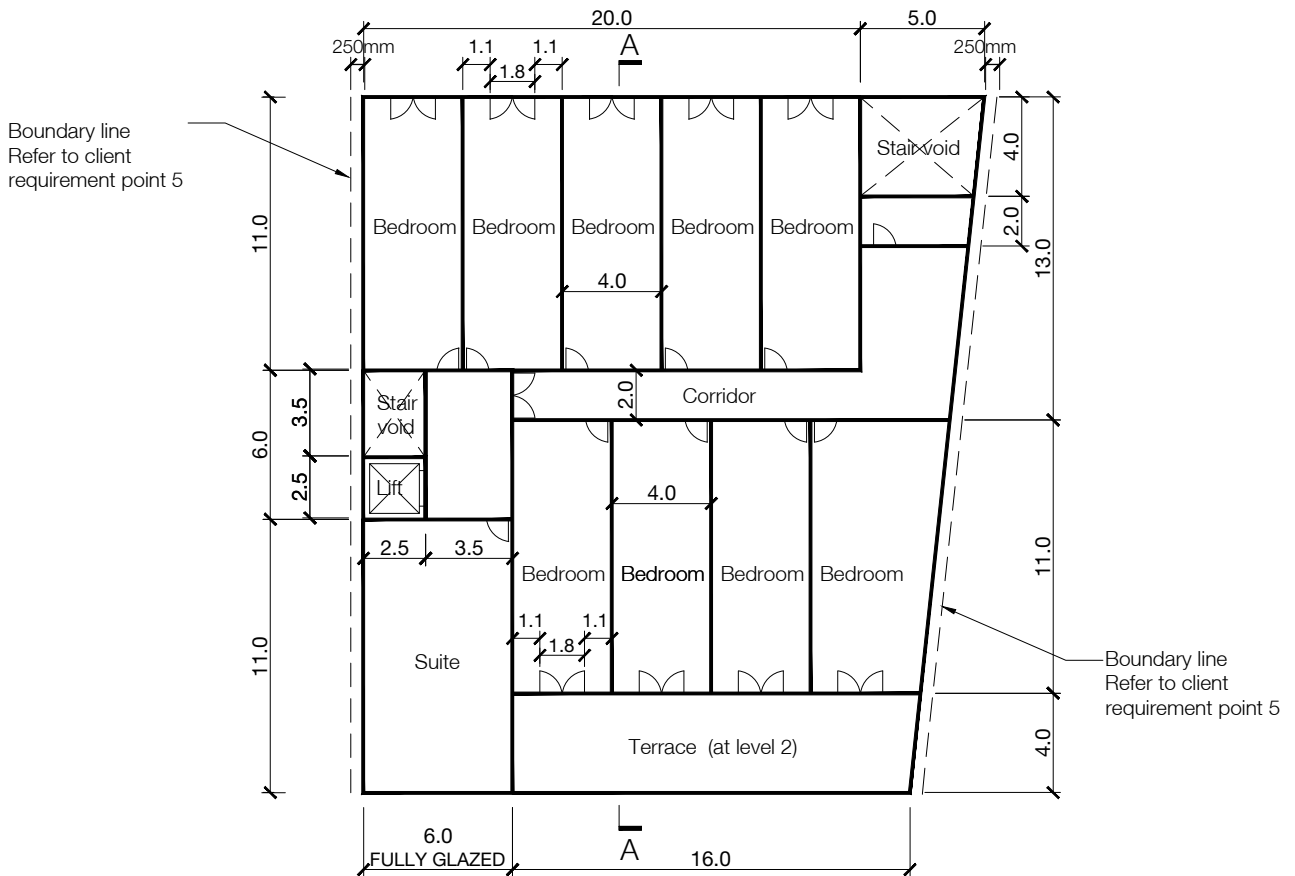 20.0
5.0
250mm
1.1
1.1
A
250mm
1.8
Boundary line
Refer to client
requirement point 5
Stair void
4.0
11.0
Bedroom
Bedroom
Bedroom
Bedroom
Bedroom
2.0
13.0
4.0
Stair
void
3.5
6.0
2.0
Corridor
Lift
2.5
4.0
2.5
3.5
Bedroom
Bedroom
Bedroom
Bedroom
11.0
1.1
1.1
1.8
11.0
Suite
Boundary line
Refer to client
requirement point 5
Terrace (at level 2)
4.0
6.0
FULLY GLAZED
A
16.0